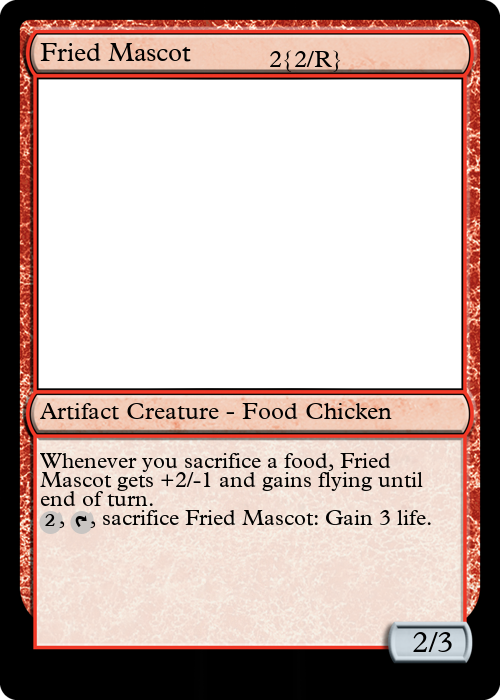 Fried Mascot 2{2/R}
Artifact Creature - Food Chicken
Whenever you sacrifice a food, Fried
Mascot gets +2/-1 and gains flying until
end of turn.
2, , sacrifice Fried Mascot: Gain 3 life.
2/3